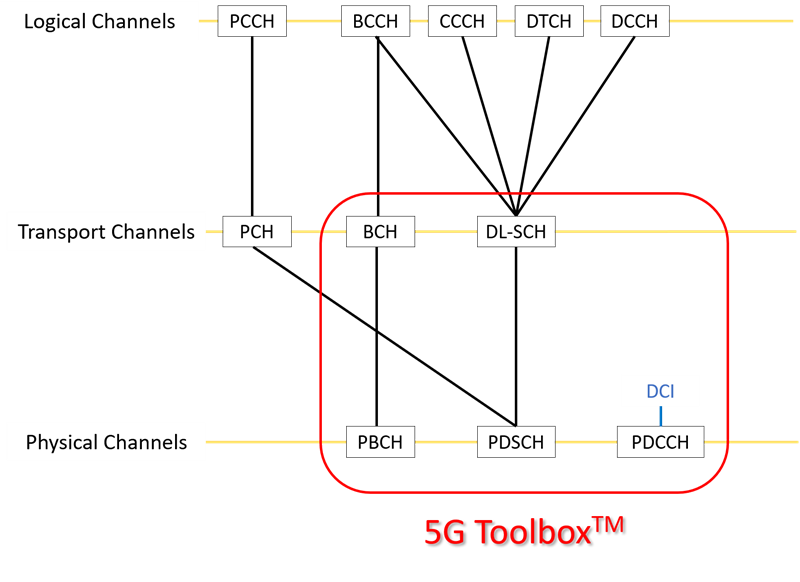 Logical Channels PCCH BCCH CCCH DTCH DCCH
Transport Channels PCH BCH DL-SCH
DCI
Physical Channels PBCH PDSCH PDCCH
5G Toolbox™